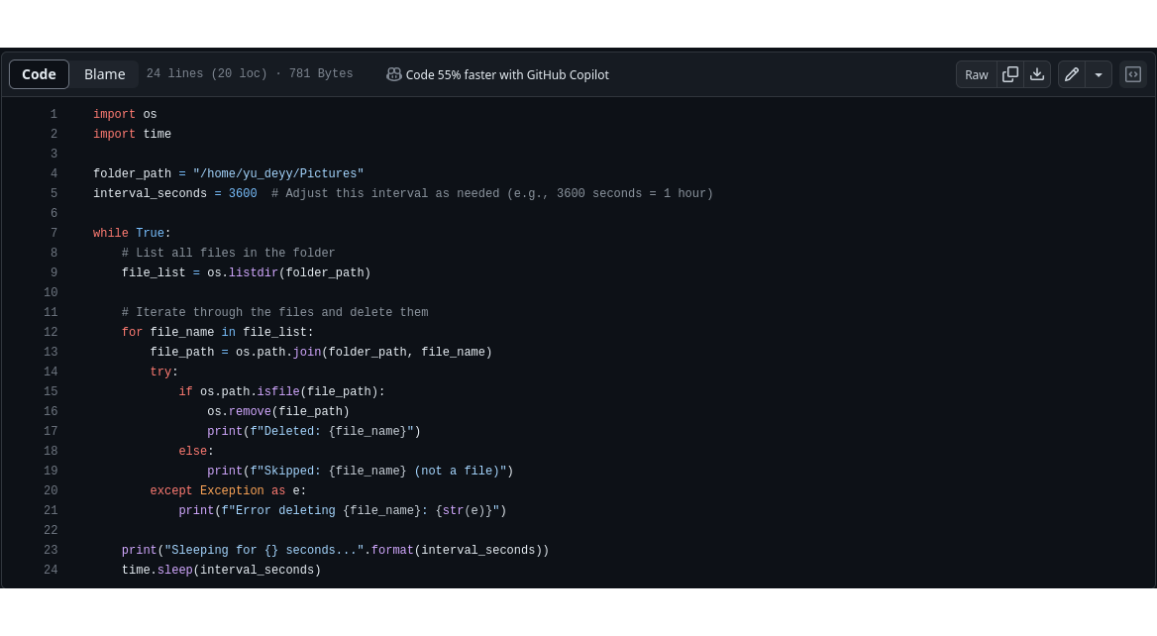 Code Blame 24 lines (20 loc) · 781 Bytes Code 55% faster with GitHub Copilot Raw
1 import os
2 import time
3
4 folder_path = "/home/yu_deyy/Pictures"
5 interval_seconds = 3600  # Adjust this interval as needed (e.g., 3600 seconds = 1 hour)
6
7 while True:
8     # List all files in the folder
9     file_list = os.listdir(folder_path)
10
11     # Iterate through the files and delete them
12     for file_name in file_list:
13         file_path = os.path.join(folder_path, file_name)
14         try:
15             if os.path.isfile(file_path):
16                 os.remove(file_path)
17                 print(f"Deleted: {file_name}")
18             else:
19                 print(f"Skipped: {file_name} (not a file)")
20         except Exception as e:
21             print(f"Error deleting {file_name}: {str(e)}")
22
23     print("Sleeping for {} seconds...".format(interval_seconds))
24     time.sleep(interval_seconds)